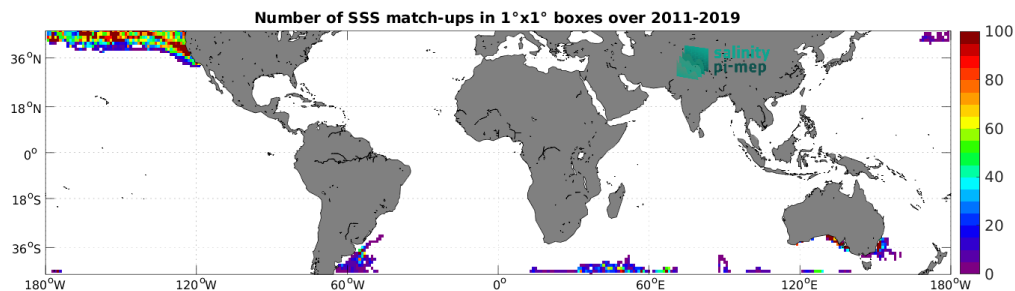 Number of SSS match-ups in 1°x1° boxes over 2011-2019
salinity
pi-mep
36°N
18°N
0°
18°S
36°S
180°W
120°W
60°W
0°
60°E
120°E
180°W
100
80
60
40
20
0